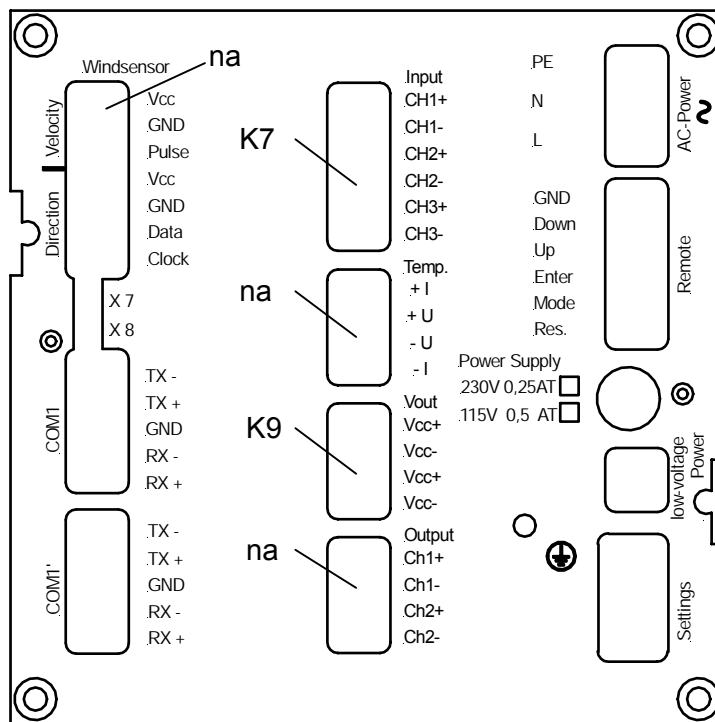 Windsensor
na
Velocity
Direction
Vcc
GND
Pulse
Vcc
GND
Data
Clock
X 7
X 8
COM1
TX -
TX +
GND
RX -
RX +
COM1'
TX -
TX +
GND
RX -
RX +
K7
Input
CH1+
CH1-
CH2+
CH2-
CH3+
CH3-
na
Temp.
+ I
+ U
- U
- I
K9
Vout
Vcc+
Vcc-
Vcc+
Vcc-
na
Output
Ch1+
Ch1-
Ch2+
Ch2-
PE
N
L
AC-Power ~
GND
Down
Up
Enter
Mode
Res.
Remote
Power Supply
230V 0,25AT
115V 0,5 AT
low-voltage
Power
Settings